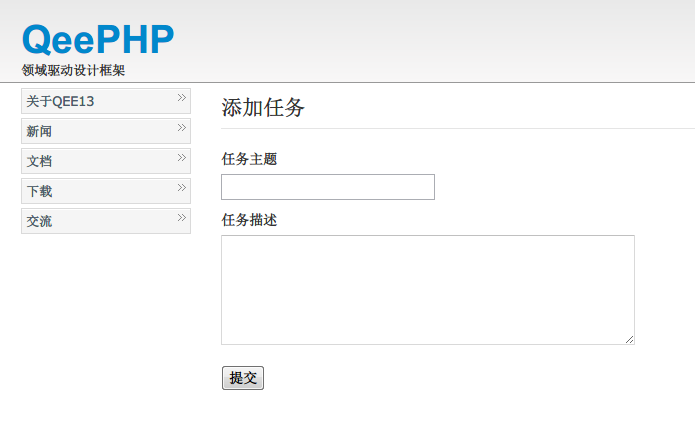 QeePHP
领域驱动设计框架
关于QEE13
新闻
文档
下载
交流
添加任务
任务主题
任务描述
提交